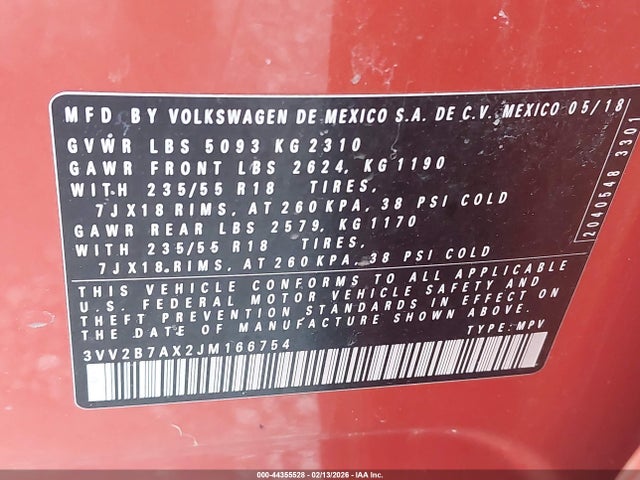 MFD BY VOLKSWAGEN DE MEXICO S.A. DE C.V. MEXICO 05/18
GVWR LBS 5093 KG 2310
GAWR FRONT LBS 2624, KG 1190
WITH 235/55 R18 TIRES,
7JX18 RIMS, AT 260 KPA, 38 PSI COLD
GAWR REAR LBS 2579, KG 1170
WITH 235/55 R18 TIRES,
7JX18.RIMS, AT 260 KPA, 38 PSI COLD
THIS VEHICLE CONFORMS TO ALL APPLICABLE
U.S. FEDERAL MOTOR VEHICLE SAFETY AND
THEFT PREVENTION STANDARDS IN EFFECT ON
THE DATE OF MANUFACTURE SHOWN ABOVE.
3VV2B7AX2JM166754
TYPE: MPV
2040548 3301
000-44355528 - 02/13/2026 - IAA Inc.